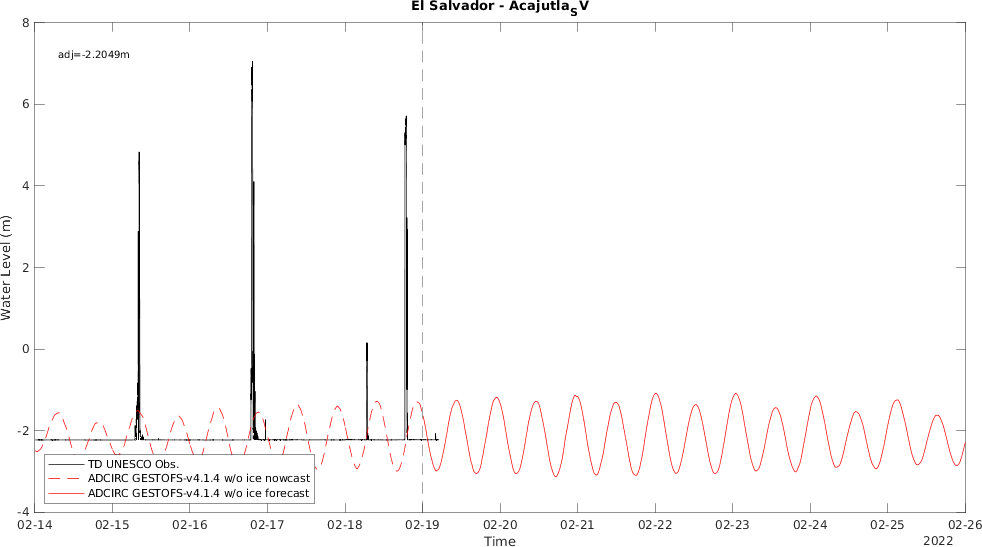 El Salvador - Acajutla_SV
8
adj=-2.2049m
6
4
2
0
-2
-4
Water Level (m)
TD UNESCO Obs.
ADCIRC GESTOFS-v4.1.4 w/o ice nowcast
ADCIRC GESTOFS-v4.1.4 w/o ice forecast
02-14 02-15 02-16 02-17 02-18 02-19 02-20 02-21 02-22 02-23 02-24 02-25 02-26
Time
2022